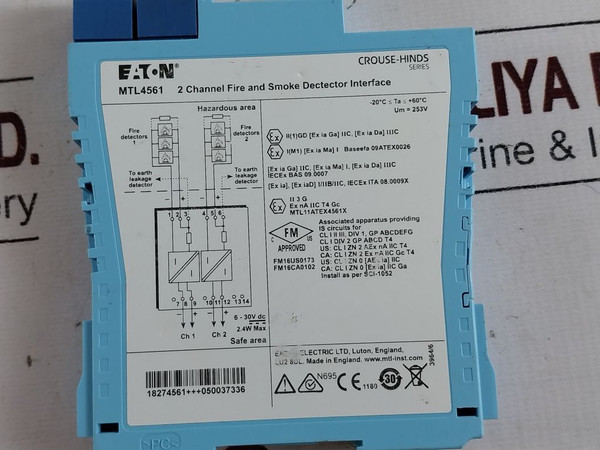 EATON
CROUSE-HINDS
SERIES
MTL4561 2 Channel Fire and Smoke Dectector Interface
-20°C ≤ Ta ≤ +60°C
Um = 253V
Hazardous area
Fire
detectors
1
Fire
detectors
2
To earth
leakage
detector
To earth
leakage
detector
II(1)GD [Ex ia Ga] IIC, [Ex ia Da] IIIC
I(M1) [Ex ia Ma] I Baseefa 09ATEX0026
[Ex ia Ga] IIC, [Ex ia Ma] I, [Ex ia Da] IIIC
IECEx BAS 09 0007
[Ex ia], [Ex iaD] I/IIB/IIC, IECEx ITA 08.0009X
II 3 G
Ex nA IIC T4 Gc
MTL11ATEX4561X
FM
APPROVED
FM16US0173
FM16CA0102
Associated apparatus providing
IS circuits for
CL I II III, DIV 1, GP ABCDEFG
CL I DIV 2 GP ABCD T4
US: CL I ZN 2 AEx nA IIC T4
CA: CL I ZN 2 Ex nA IIC Gc T4
US: CL I ZN 0 [AEx ia] IIC
CA: CL I ZN 0 [Ex ia] IIC Ga
Install as per SCI-1052
1 2 3 4 5 6
7 8 9 10 11 12 13 14
6 - 30V dc
2.4W Max
Ch 1 Ch 2
Safe area
ELECTRIC LTD, Luton, England,
LU2 8DL. Made in England. www.mtl-inst.com
3964/6
18274561+++050037336
N695
CE
1180
30
PC
LIYA
D.
ery
rine & I